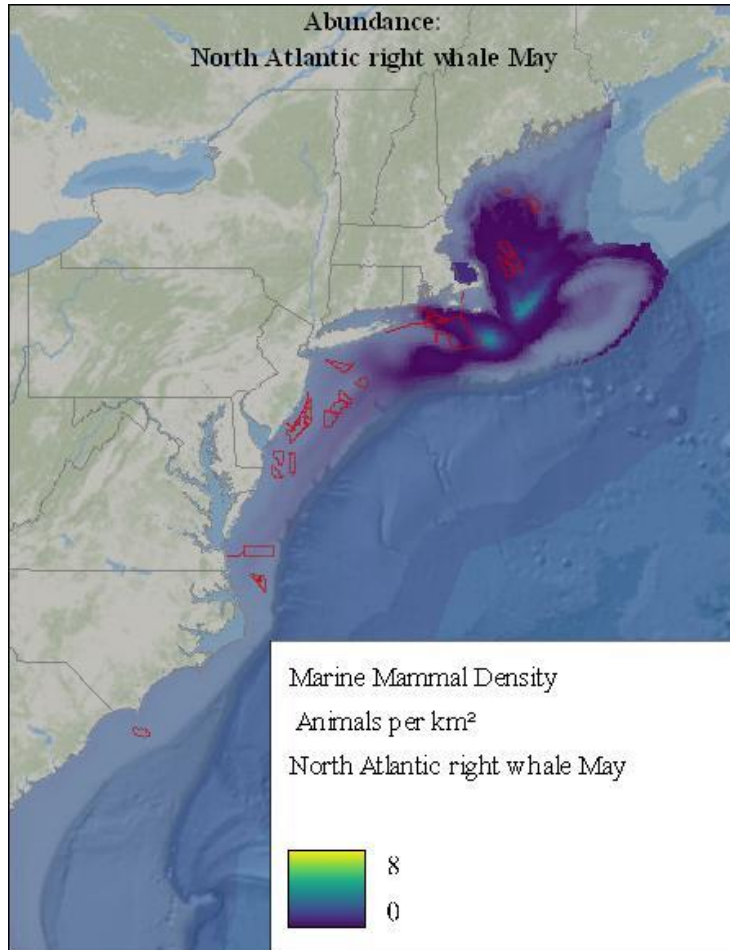 Abundance:
North Atlantic right whale May
Marine Mammal Density
Animals per km²
North Atlantic right whale May
8
0